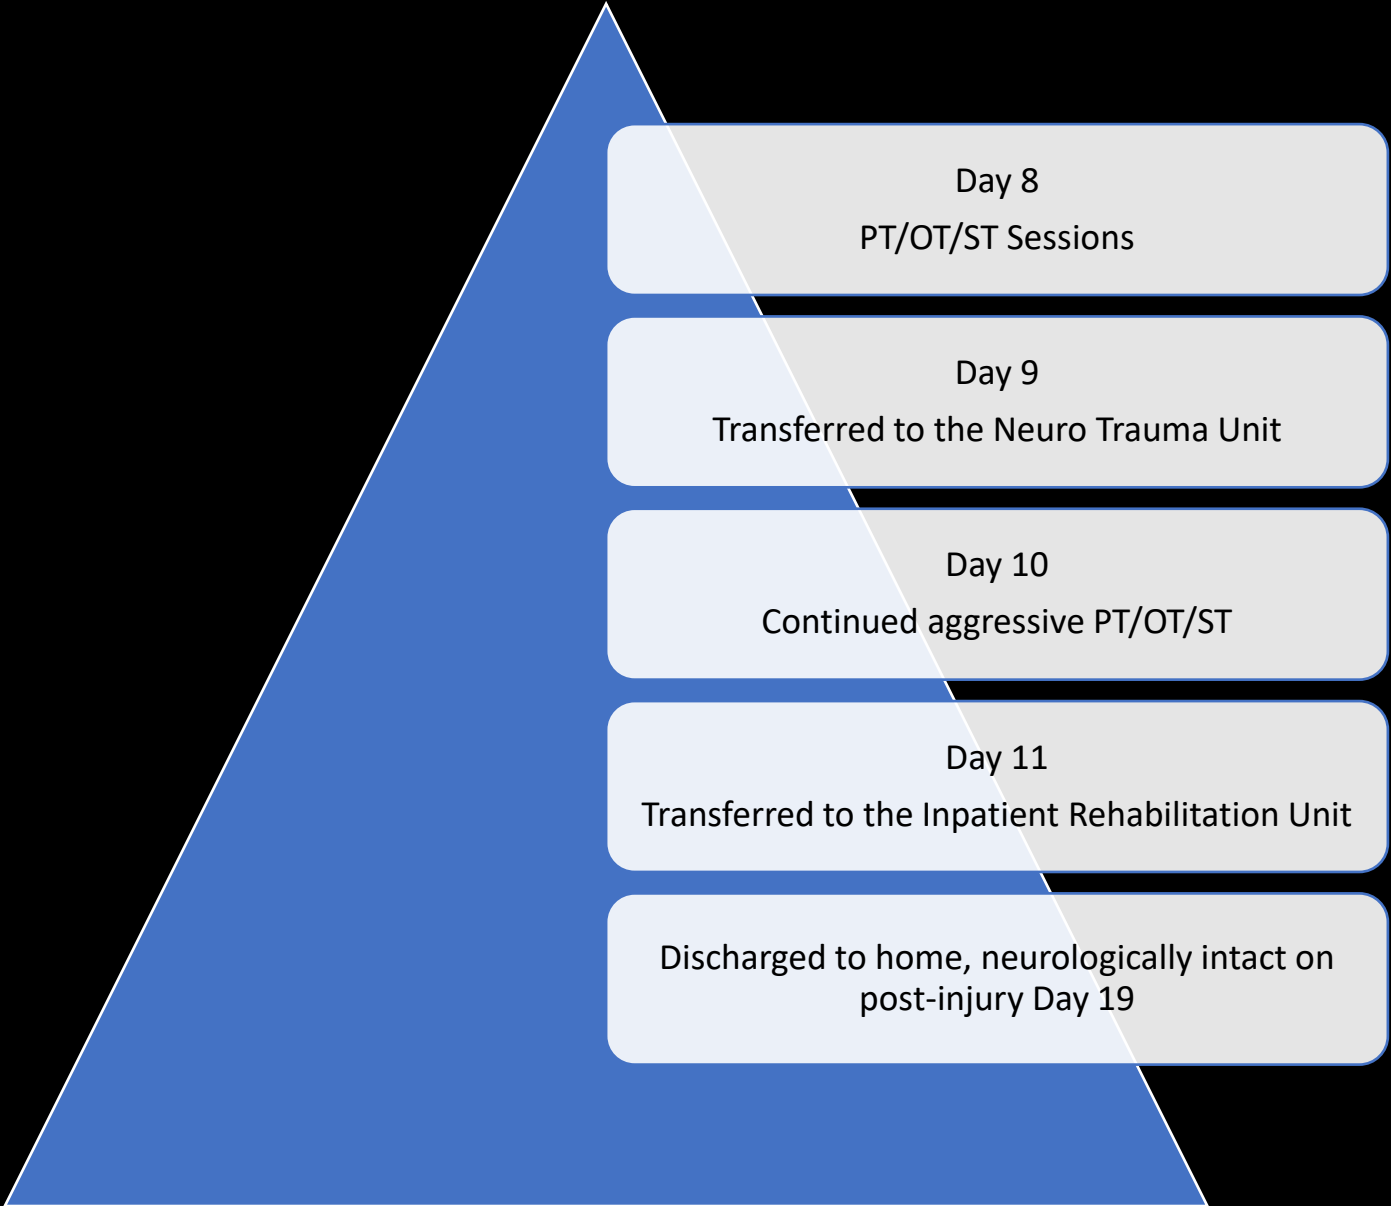 Day 8
PT/OT/ST Sessions
Day 9
Transferred to the Neuro Trauma Unit
Day 10
Continued aggressive PT/OT/ST
Day 11
Transferred to the Inpatient Rehabilitation Unit
Discharged to home, neurologically intact on
post-injury Day 19